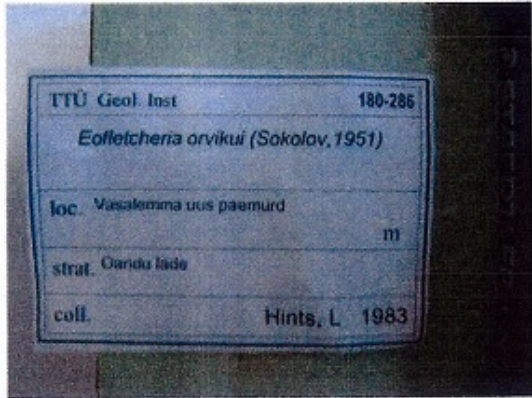 TTÜ Geol. Inst 180-286
Eofletcheria orvikui (Sokolov,1951)
loc. Vasalemma uus paemurd
m
strat. Oandu lade
coll. Hints, L 1983